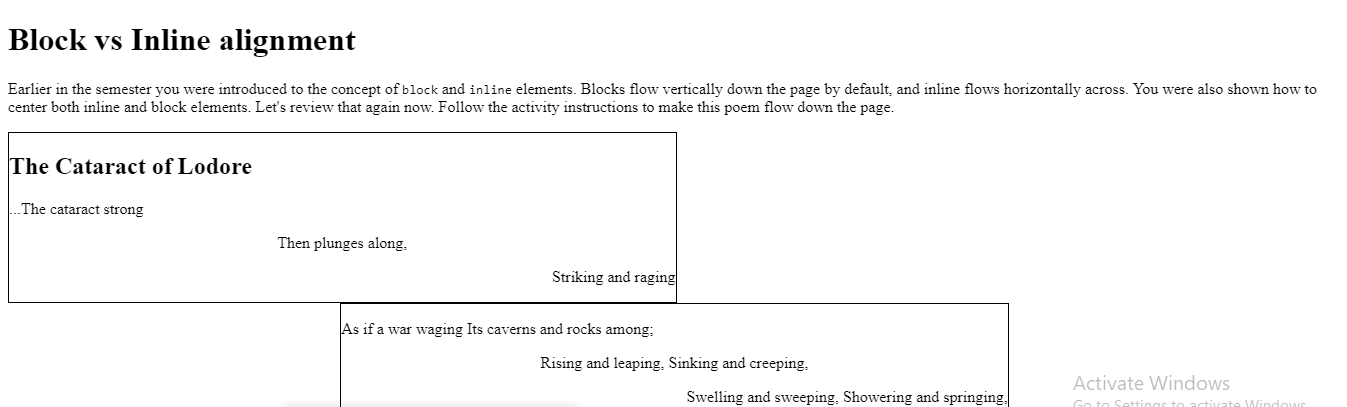 Block vs Inline alignment
Earlier in the semester you were introduced to the concept of block and inline elements. Blocks flow vertically down the page by default, and inline flows horizontally across. You were also shown how to
center both inline and block elements. Let's review that again now. Follow the activity instructions to make this poem flow down the page.
The Cataract of Lodore
...The cataract strong
Then plunges along,
Striking and raging
As if a war waging Its caverns and rocks among;
Rising and leaping, Sinking and creeping,
Swelling and sweeping, Showering and springing,
Activate Windows
Go to Settings to activate Windows.